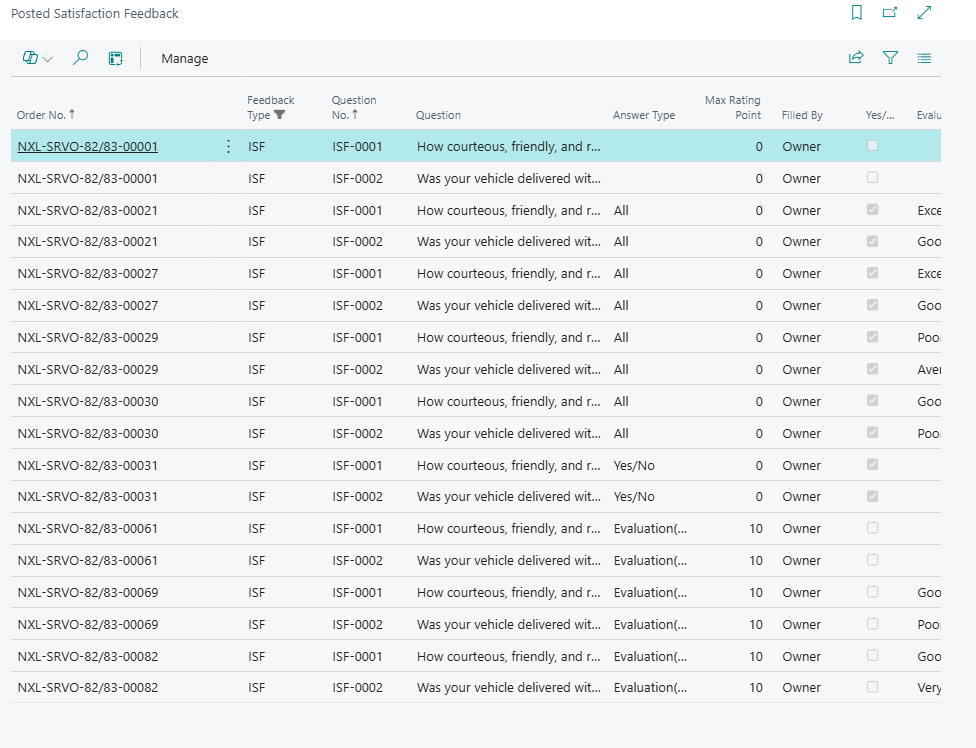 Posted Satisfaction Feedback
Manage
Order No. ↑ Feedback Type Question No. ↑ Question Answer Type Max Rating Point Filled By Yes/... Evalu
NXL-SRVO-82/83-00001 ISF ISF-0001 How courteous, friendly, and r... 0 Owner
NXL-SRVO-82/83-00001 ISF ISF-0002 Was your vehicle delivered wit... 0 Owner
NXL-SRVO-82/83-00021 ISF ISF-0001 How courteous, friendly, and r... All 0 Owner Exce
NXL-SRVO-82/83-00021 ISF ISF-0002 Was your vehicle delivered wit... All 0 Owner Goo
NXL-SRVO-82/83-00027 ISF ISF-0001 How courteous, friendly, and r... All 0 Owner Exce
NXL-SRVO-82/83-00027 ISF ISF-0002 Was your vehicle delivered wit... All 0 Owner Goo
NXL-SRVO-82/83-00029 ISF ISF-0001 How courteous, friendly, and r... All 0 Owner Poo
NXL-SRVO-82/83-00029 ISF ISF-0002 Was your vehicle delivered wit... All 0 Owner Aver
NXL-SRVO-82/83-00030 ISF ISF-0001 How courteous, friendly, and r... All 0 Owner Goo
NXL-SRVO-82/83-00030 ISF ISF-0002 Was your vehicle delivered wit... All 0 Owner Poo
NXL-SRVO-82/83-00031 ISF ISF-0001 How courteous, friendly, and r... Yes/No 0 Owner
NXL-SRVO-82/83-00031 ISF ISF-0002 Was your vehicle delivered wit... Yes/No 0 Owner
NXL-SRVO-82/83-00061 ISF ISF-0001 How courteous, friendly, and r... Evaluation(... 10 Owner
NXL-SRVO-82/83-00061 ISF ISF-0002 Was your vehicle delivered wit... Evaluation(... 10 Owner
NXL-SRVO-82/83-00069 ISF ISF-0001 How courteous, friendly, and r... Evaluation(... 10 Owner Goo
NXL-SRVO-82/83-00069 ISF ISF-0002 Was your vehicle delivered wit... Evaluation(... 10 Owner Poo
NXL-SRVO-82/83-00082 ISF ISF-0001 How courteous, friendly, and r... Evaluation(... 10 Owner Goo
NXL-SRVO-82/83-00082 ISF ISF-0002 Was your vehicle delivered wit... Evaluation(... 10 Owner Very